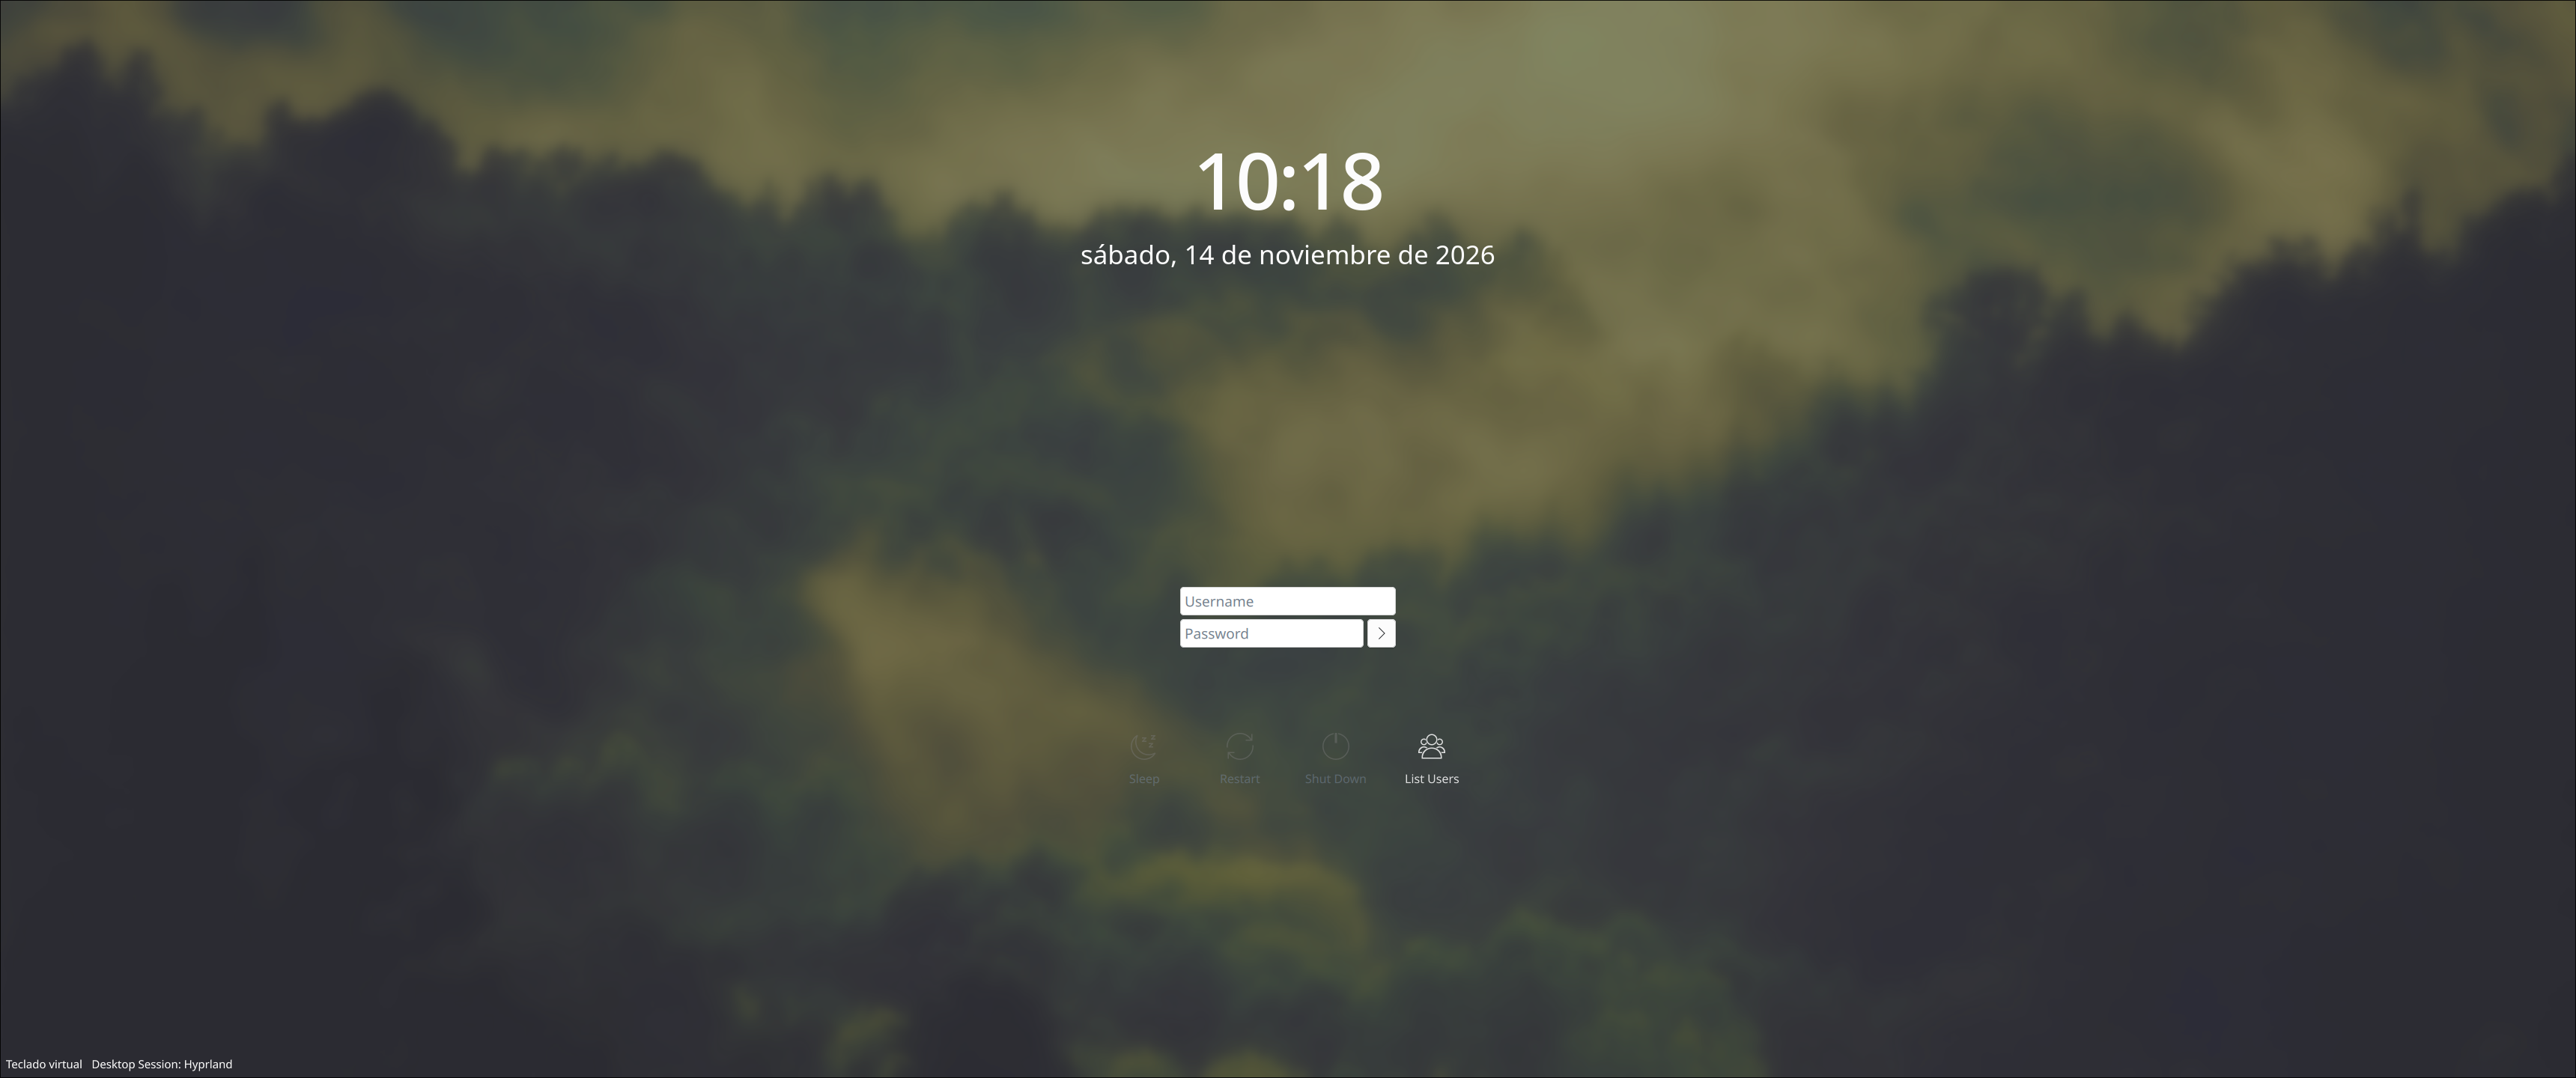 10:18
sábado, 14 de noviembre de 2026
Username
Password
Sleep Restart Shut Down List Users
Teclado virtual Desktop Session: Hyprland